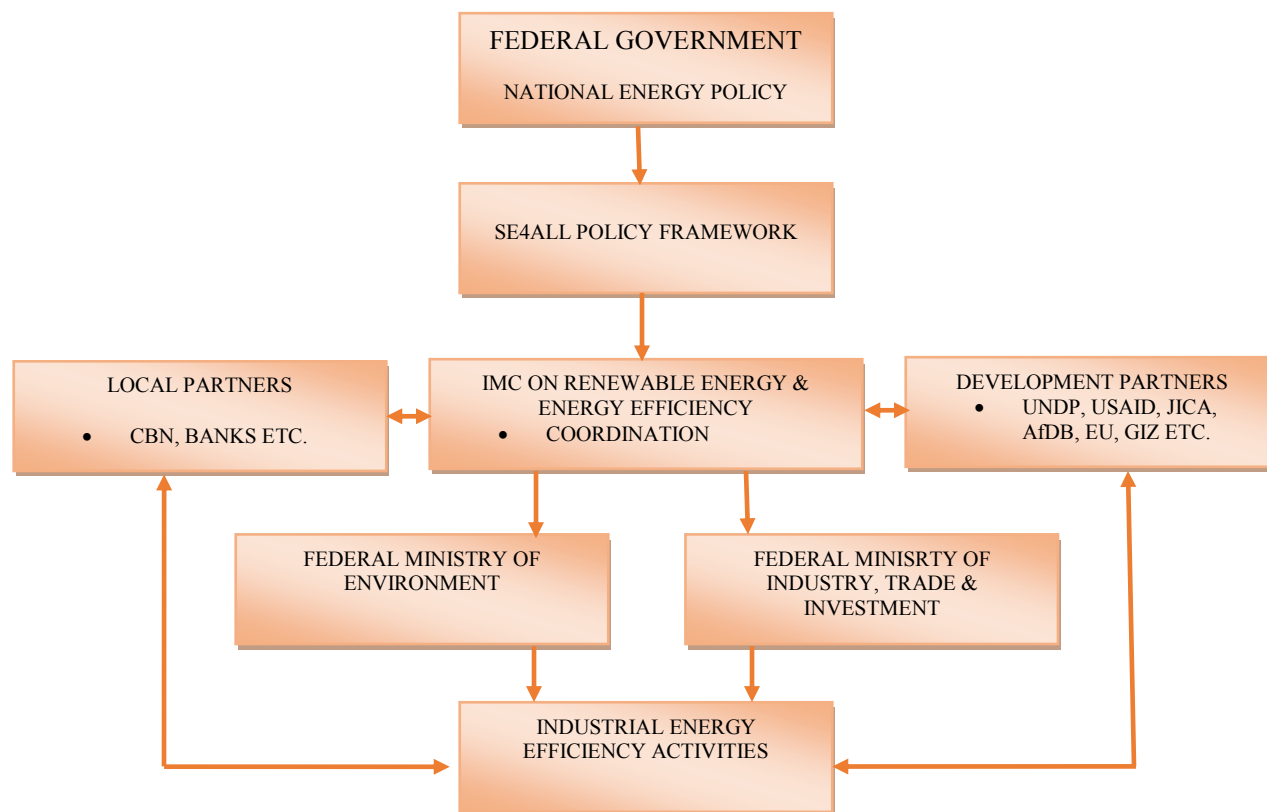 FEDERAL GOVERNMENT
NATIONAL ENERGY POLICY
SE4ALL POLICY FRAMEWORK
LOCAL PARTNERS
• CBN, BANKS ETC.
IMC ON RENEWABLE ENERGY &
ENERGY EFFICIENCY
• COORDINATION
DEVELOPMENT PARTNERS
• UNDP, USAID, JICA,
AfDB, EU, GIZ ETC.
FEDERAL MINISTRY OF
ENVIRONMENT
FEDERAL MINISRTY OF
INDUSTRY, TRADE &
INVESTMENT
INDUSTRIAL ENERGY
EFFICIENCY ACTIVITIES